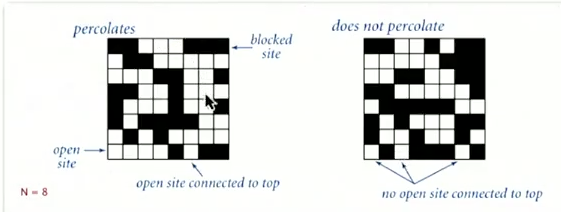 percolates
does not percolate
blocked
site
open
site
open site connected to top
no open site connected to top
N = 8